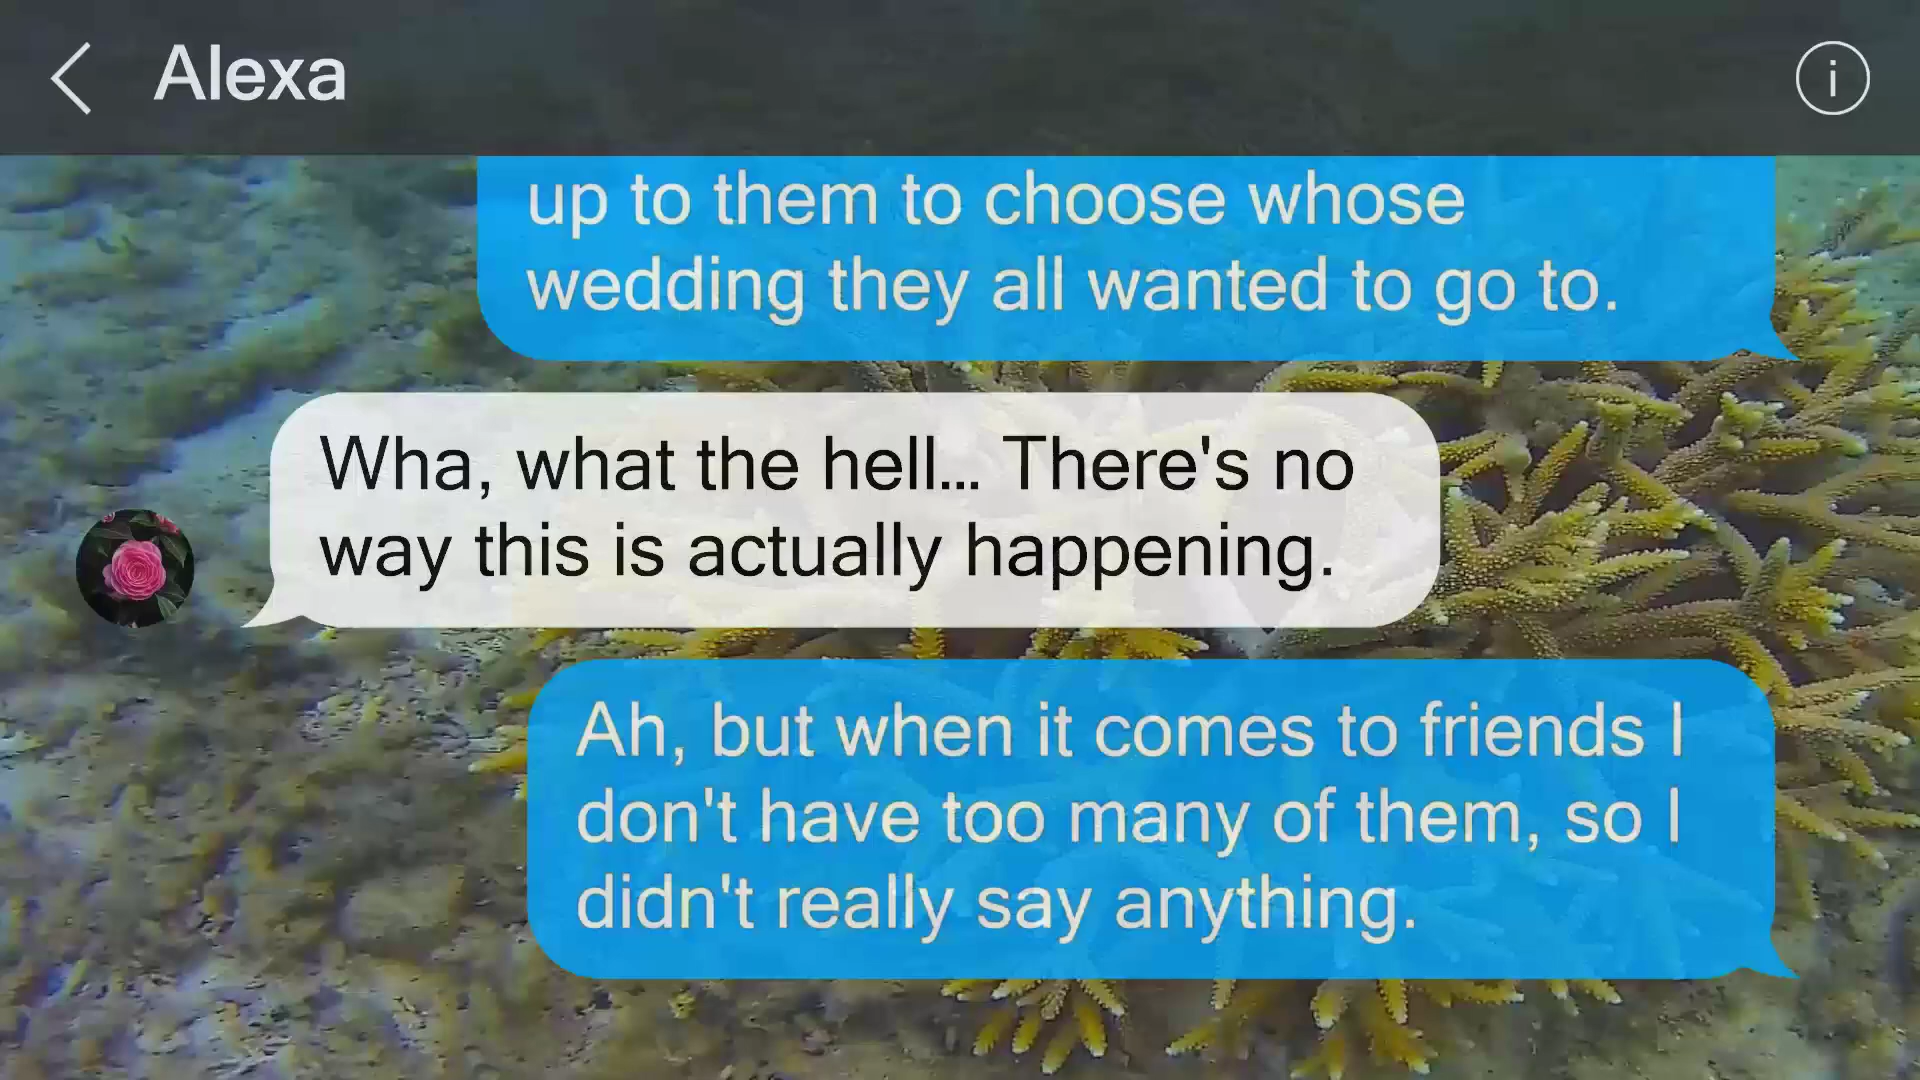 Alexa
up to them to choose whose
wedding they all wanted to go to.
Wha, what the hell... There's no
way this is actually happening.
Ah, but when it comes to friends I
don't have too many of them, so I
didn't really say anything.